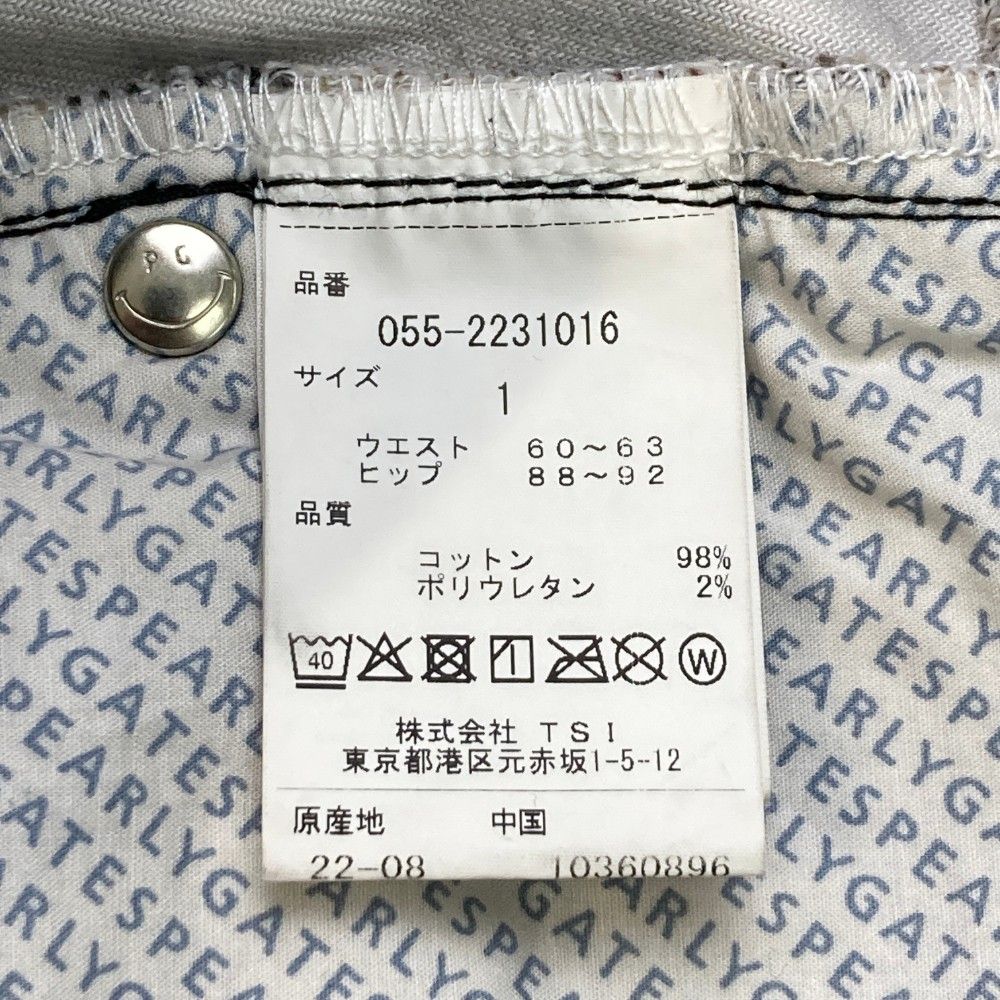 PG
品番
055-2231016
サイズ
1
ウエスト 60～63
ヒップ 88～92
品質
コットン 98%
ポリウレタン 2%
40
W
株式会社 TSI
東京都港区元赤坂1-5-12
原産地 中国
22-08 10360896
PEARLYGATES
PEARLYGATES
PEARLYGATES
PEARLYGATES